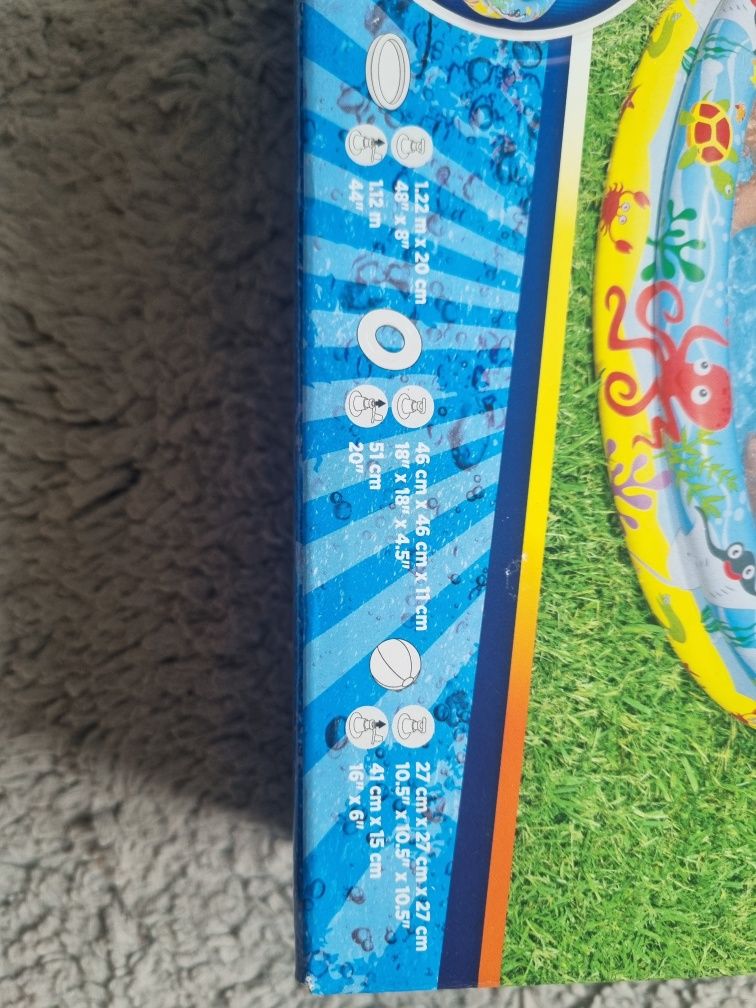 1.22 m x 20 cm
48" x 8"
1.12 m
44"
46 cm x 46 cm x 11 cm
18" x 18" x 4.5"
51 cm
20"
27 cm x 27 cm x 27 cm
10.5" x 10.5" x 10.5"
41 cm x 15 cm
16" x 6"